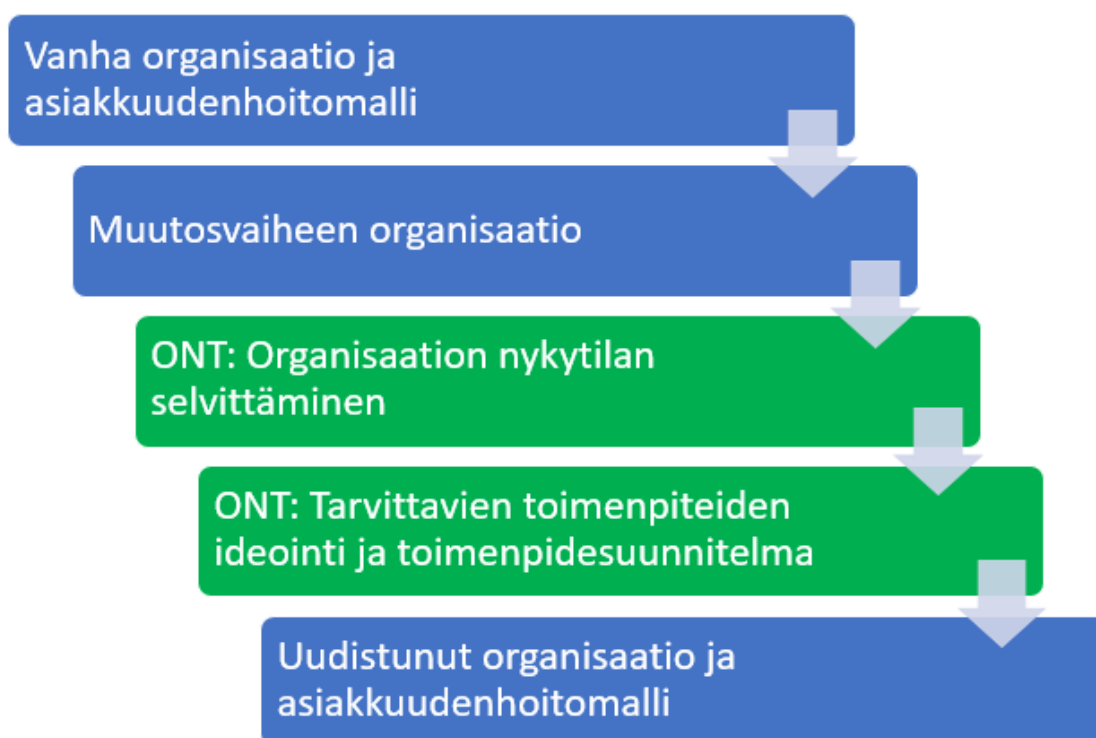 Vanha organisaatio ja
asiakkuudenhoitomalli
Muutosvaiheen organisaatio
ONT: Organisaation nykytilan
selvittäminen
ONT: Tarvittavien toimenpiteiden
ideointi ja toimenpidesuunnitelma
Uudistunut organisaatio ja
asiakkuudenhoitomalli